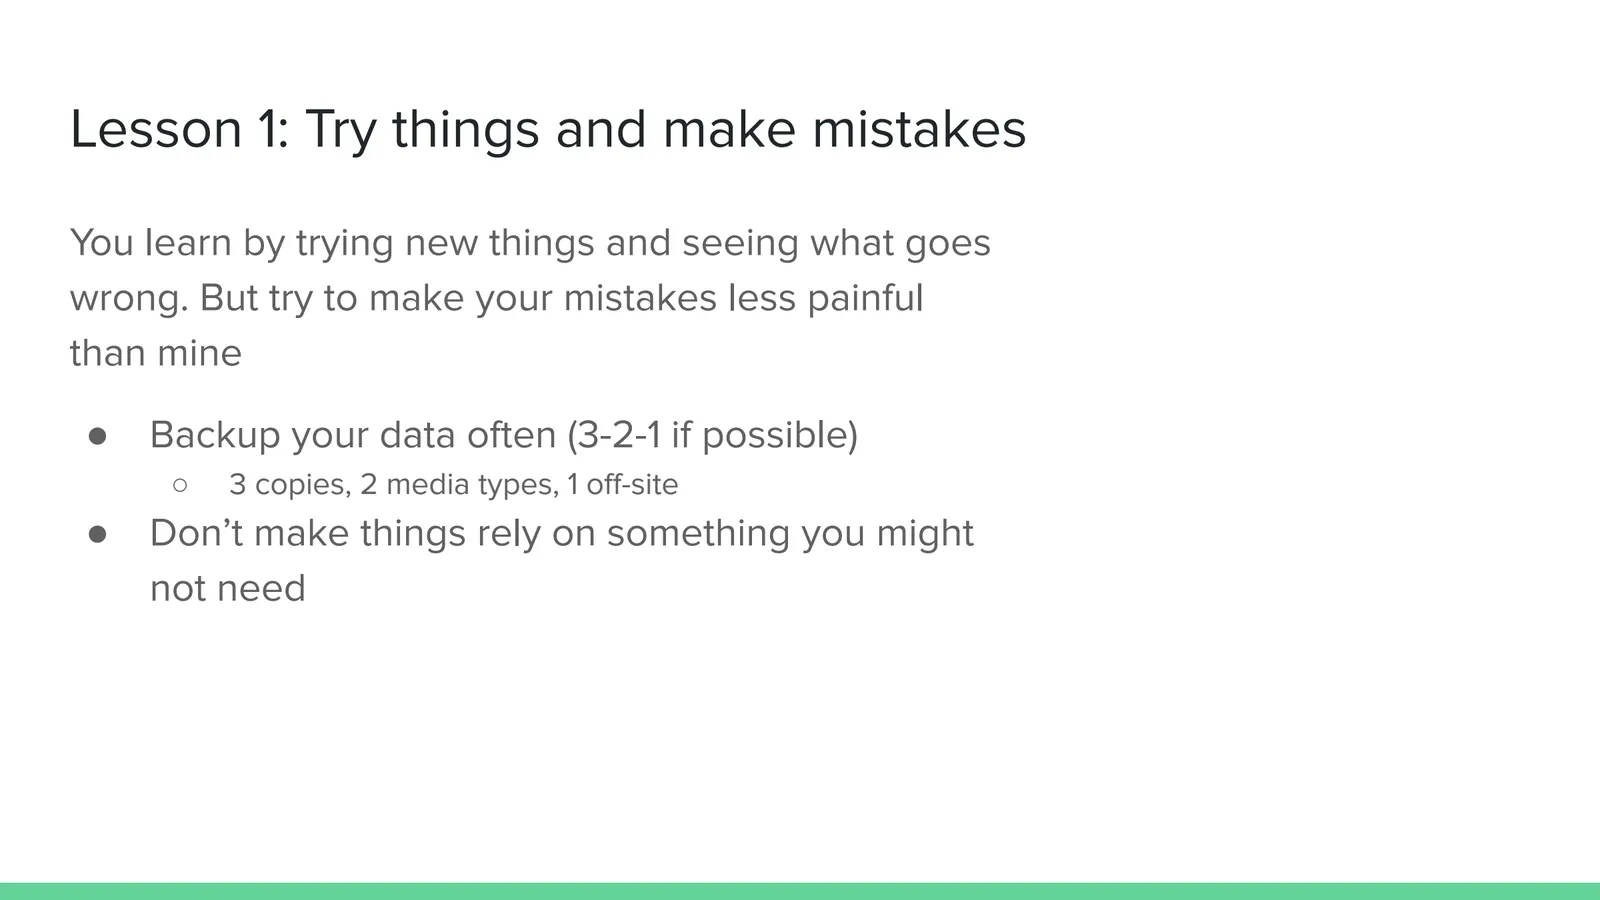 Lesson 1: Try things and make mistakes
You learn by trying new things and seeing what goes
wrong. But try to make your mistakes less painful
than mine
● Backup your data often (3-2-1 if possible)
○ 3 copies, 2 media types, 1 off-site
● Don’t make things rely on something you might
not need